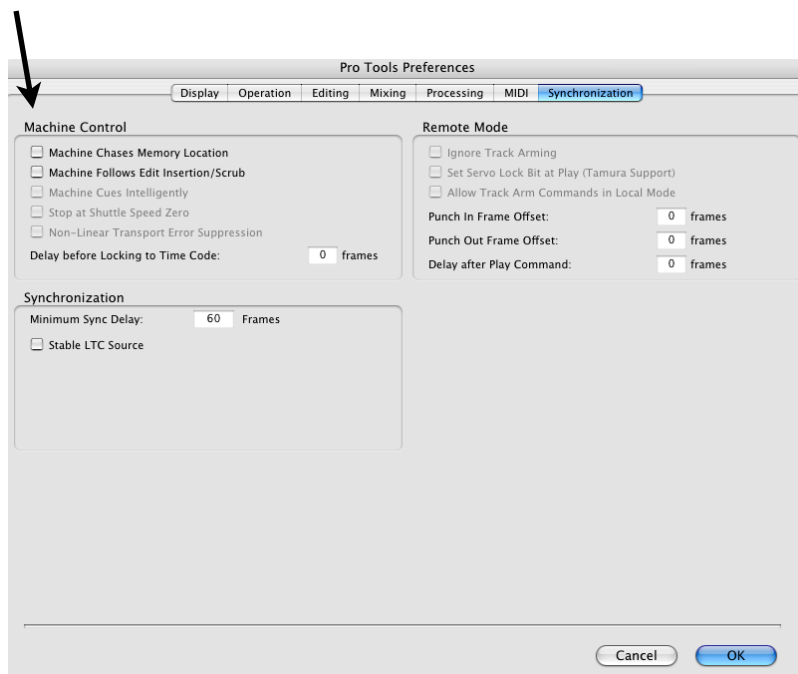 Pro Tools Preferences
Display Operation Editing Mixing Processing MIDI Synchronization
Machine Control
Machine Chases Memory Location
Machine Follows Edit Insertion/Scrub
Machine Cues Intelligently
Stop at Shuttle Speed Zero
Non-Linear Transport Error Suppression
Delay before Locking to Time Code: 0 frames
Remote Mode
Ignore Track Arming
Set Servo Lock Bit at Play (Tamura Support)
Allow Track Arm Commands in Local Mode
Punch In Frame Offset: 0 frames
Punch Out Frame Offset: 0 frames
Delay after Play Command: 0 frames
Synchronization
Minimum Sync Delay: 60 Frames
Stable LTC Source
Cancel OK